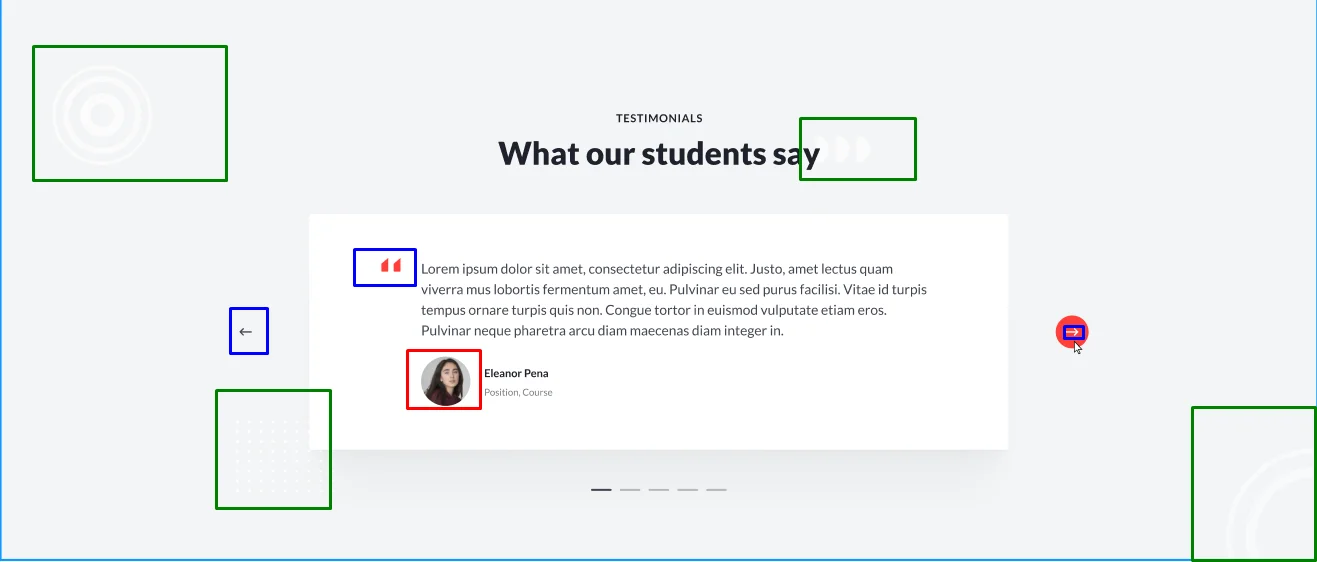 TESTIMONIALS
What our students say
Lorem ipsum dolor sit amet, consectetur adipiscing elit. Justo, amet lectus quam
viverra mus lobortis fermentum amet, eu. Pulvinar eu sed purus facilisi. Vitae id turpis
tempus ornare turpis quis non. Congue tortor in euismod vulputate etiam eros.
Pulvinar neque pharetra arcu diam maecenas diam integer in.
Eleanor Pena
Position, Course